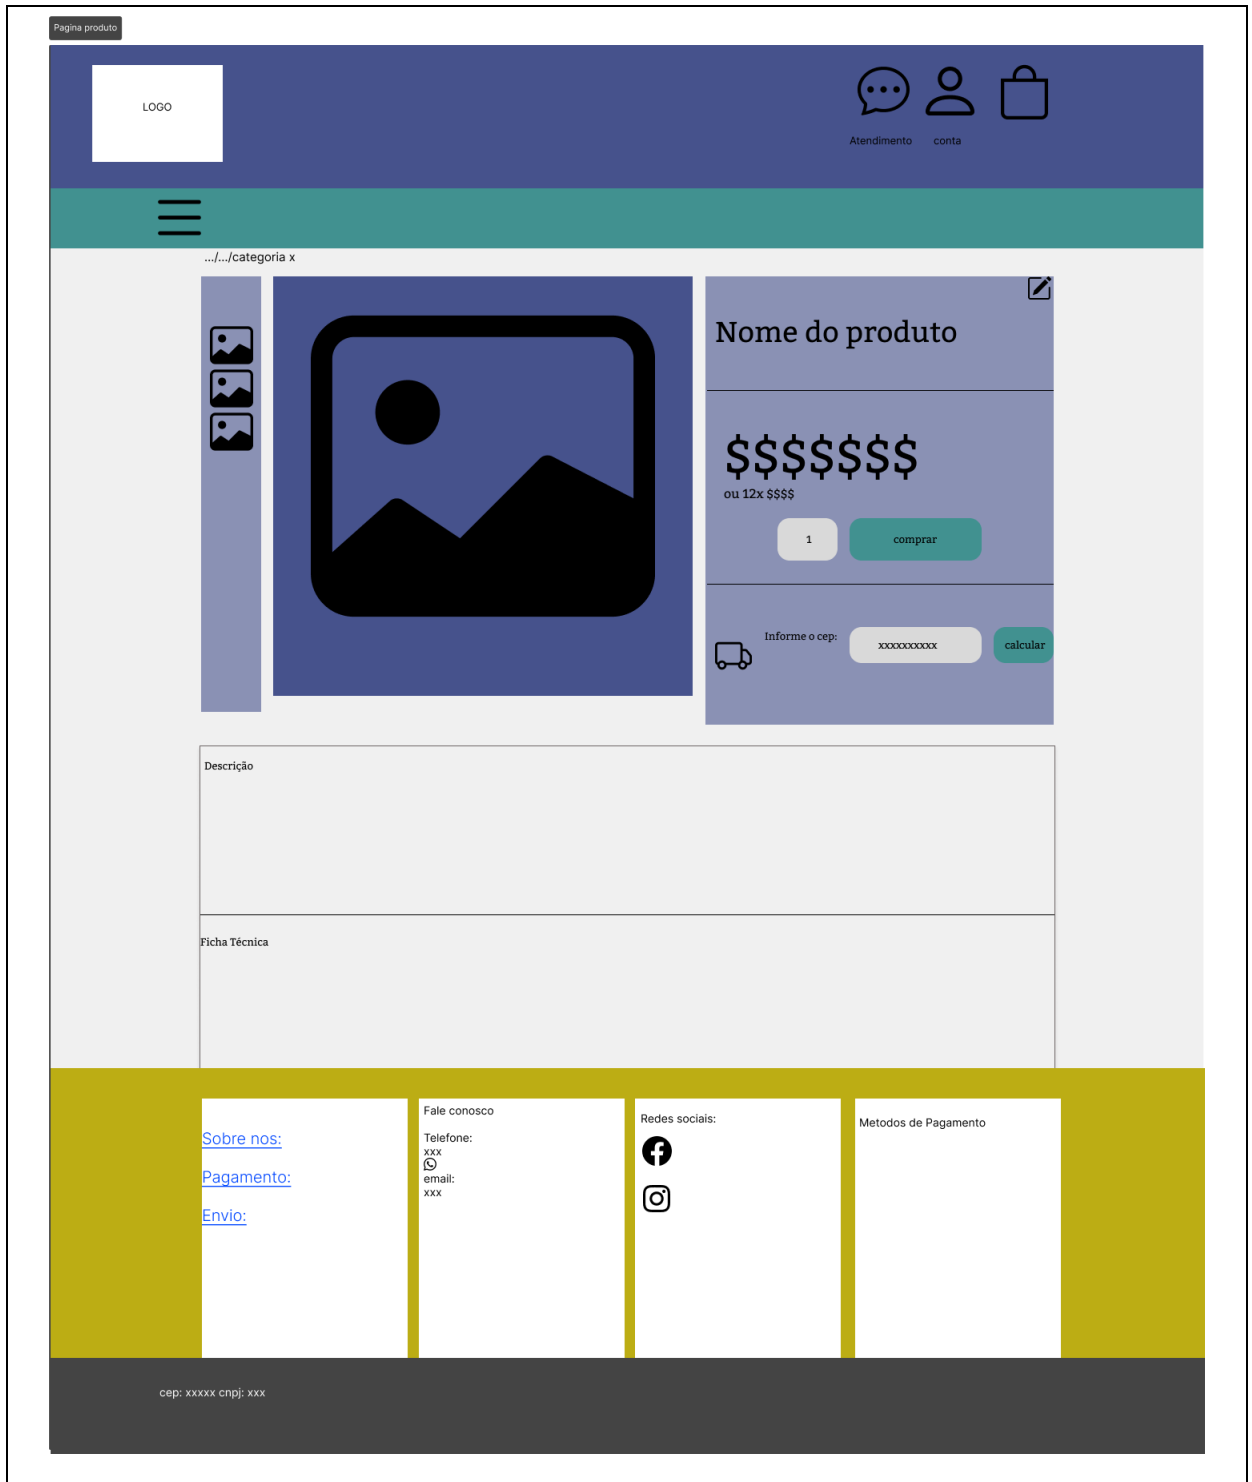 Pagina produto
LOGO
Atendimento
conta
.../.../categoria x
Nome do produto
$$$$$$$
ou 12x $$$$
1
comprar
Informe o cep:
xxxxxxxxxx
calcular
Descrição
Ficha Técnica
Sobre nos:
Pagamento:
Envio:
Fale conosco
Telefone:
xxx
email:
xxx
Redes sociais:
Metodos de Pagamento
cep: xxxxx cnpj: xxx